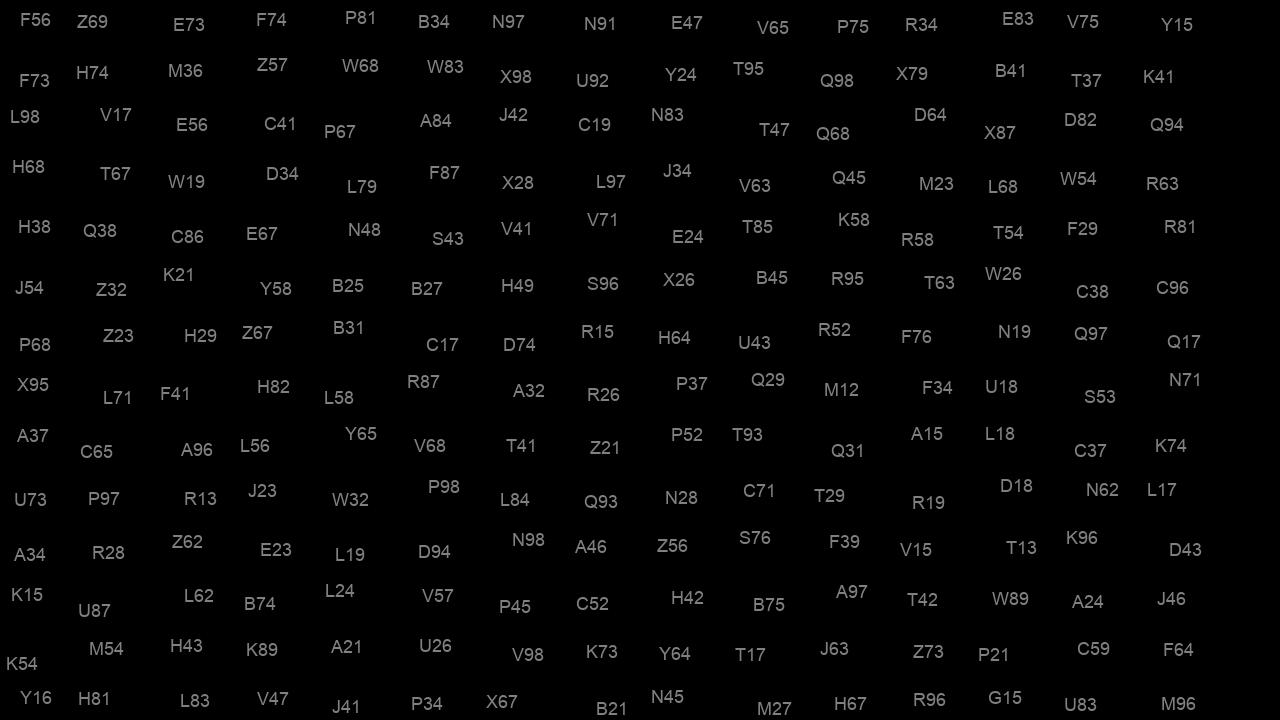 F56 Z69 E73 F74 P81 B34 N97 N91 E47 V65 P75 R34 E83 V75 Y15
F73 H74 M36 Z57 W68 W83 X98 U92 Y24 T95 Q98 X79 B41 T37 K41
L98 V17 E56 C41 P67 A84 J42 C19 N83 T47 Q68 D64 X87 D82 Q94
H68 T67 W19 D34 L79 F87 X28 L97 J34 V63 Q45 M23 L68 W54 R63
H38 Q38 C86 E67 N48 S43 V41 V71 E24 T85 K58 R58 T54 F29 R81
J54 Z32 K21 Y58 B25 B27 H49 S96 X26 B45 R95 T63 W26 C38 C96
P68 Z23 H29 Z67 B31 C17 D74 R15 H64 U43 R52 F76 N19 Q97 Q17
X95 L71 F41 H82 L58 R87 A32 R26 P37 Q29 M12 F34 U18 S53 N71
A37 C65 A96 L56 Y65 V68 T41 Z21 P52 T93 Q31 A15 L18 C37 K74
U73 P97 R13 J23 W32 P98 L84 Q93 N28 C71 T29 R19 D18 N62 L17
A34 R28 Z62 E23 L19 D94 N98 A46 Z56 S76 F39 V15 T13 K96 D43
K15 U87 L62 B74 L24 V57 P45 C52 H42 B75 A97 T42 W89 A24 J46
K54 M54 H43 K89 A21 U26 V98 K73 Y64 T17 J63 Z73 P21 C59 F64
Y16 H81 L83 V47 J41 P34 X67 B21 N45 M27 H67 R96 G15 U83 M96